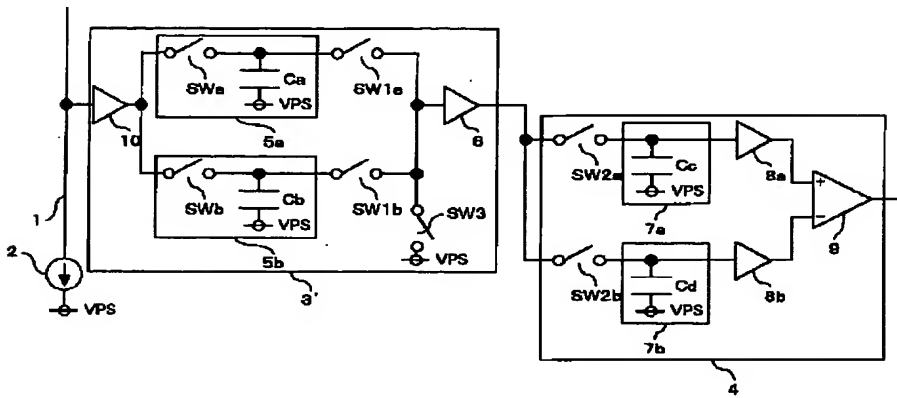 SWa
Ca
VPS
SW1a
10
5a
6
SWb
Cb
VPS
SW1b
SW3
VPS
5b
3'
1
2
VPS
SW2a
Cc
VPS
7a
8a
+
−
9
SW2b
Cd
VPS
7b
8b
4